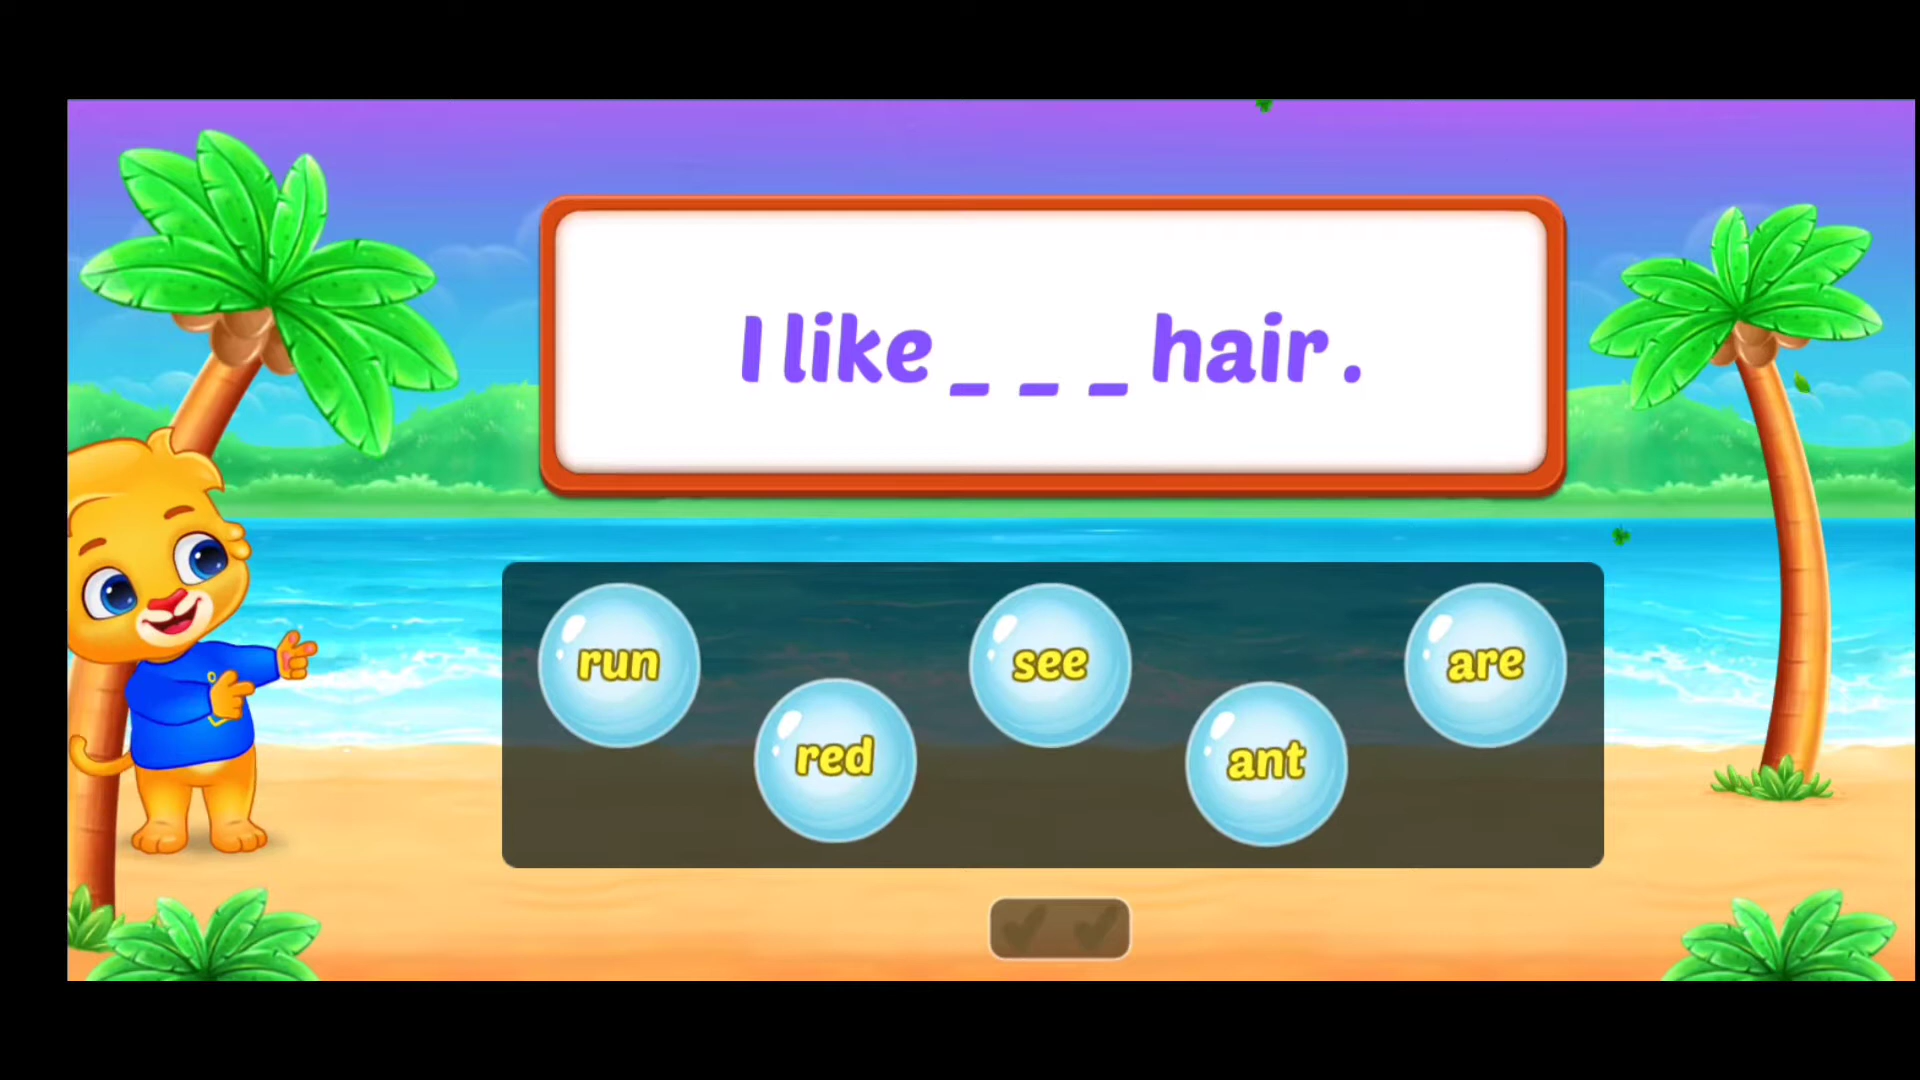 I like _ _ _ hair .
run
see
are
red
ant